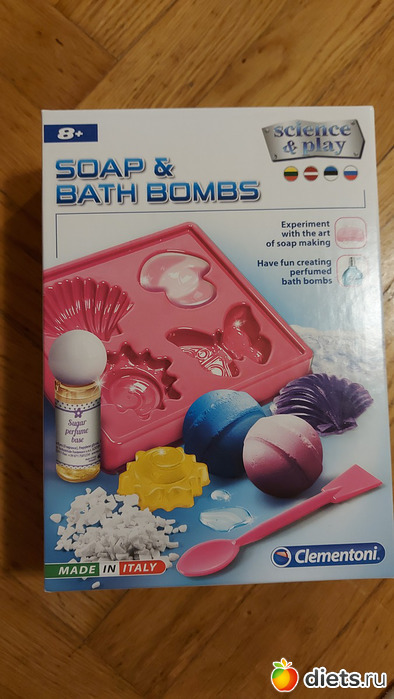 8+
science
& play
SOAP &
BATH BOMBS
Experiment
with the art
of soap making
Have fun creating
perfumed
bath bombs
Sugar
perfume
base
Clementoni
MADE IN ITALY
diets.ru